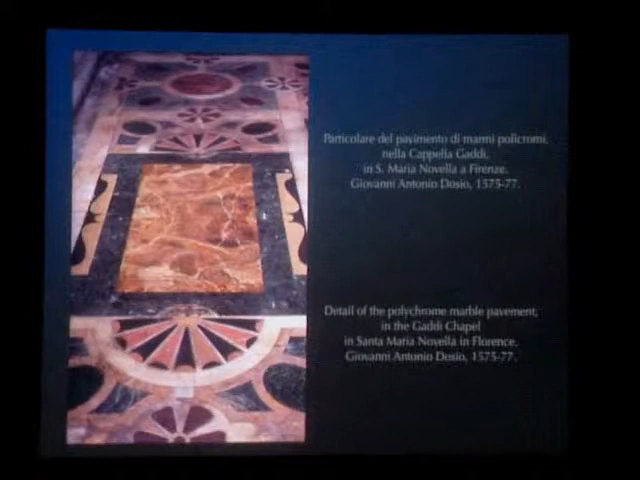 Particolare del pavimento di marmi policromi,
nella Cappella Gaddi,
in S. Maria Novella a Firenze.
Giovanni Antonio Dosio, 1575-77.
Detail of the polychrome marble pavement,
in the Gaddi Chapel
in Santa Maria Novella in Florence.
Giovanni Antonio Dosio, 1575-77.